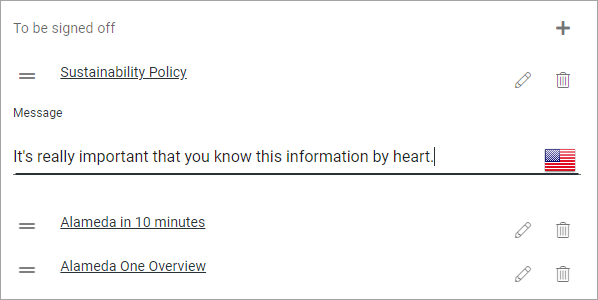 To be signed off
Sustainability Policy
Message
It's really important that you know this information by heart.
Alameda in 10 minutes
Alameda One Overview